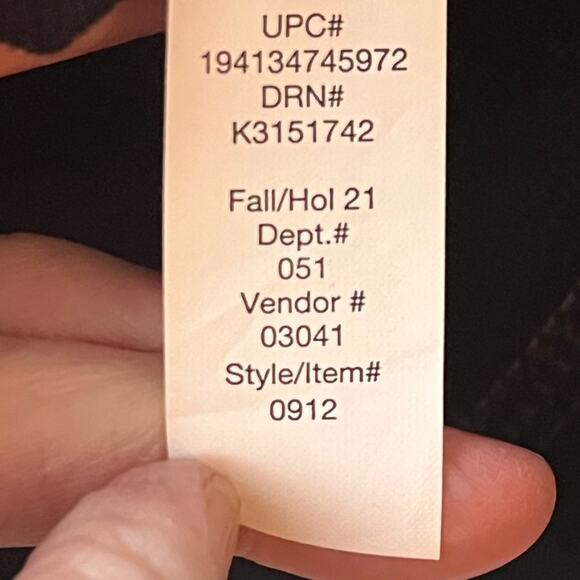 UPC#
194134745972
DRN#
K3151742
Fall/Hol 21
Dept.#
051
Vendor #
03041
Style/Item#
0912